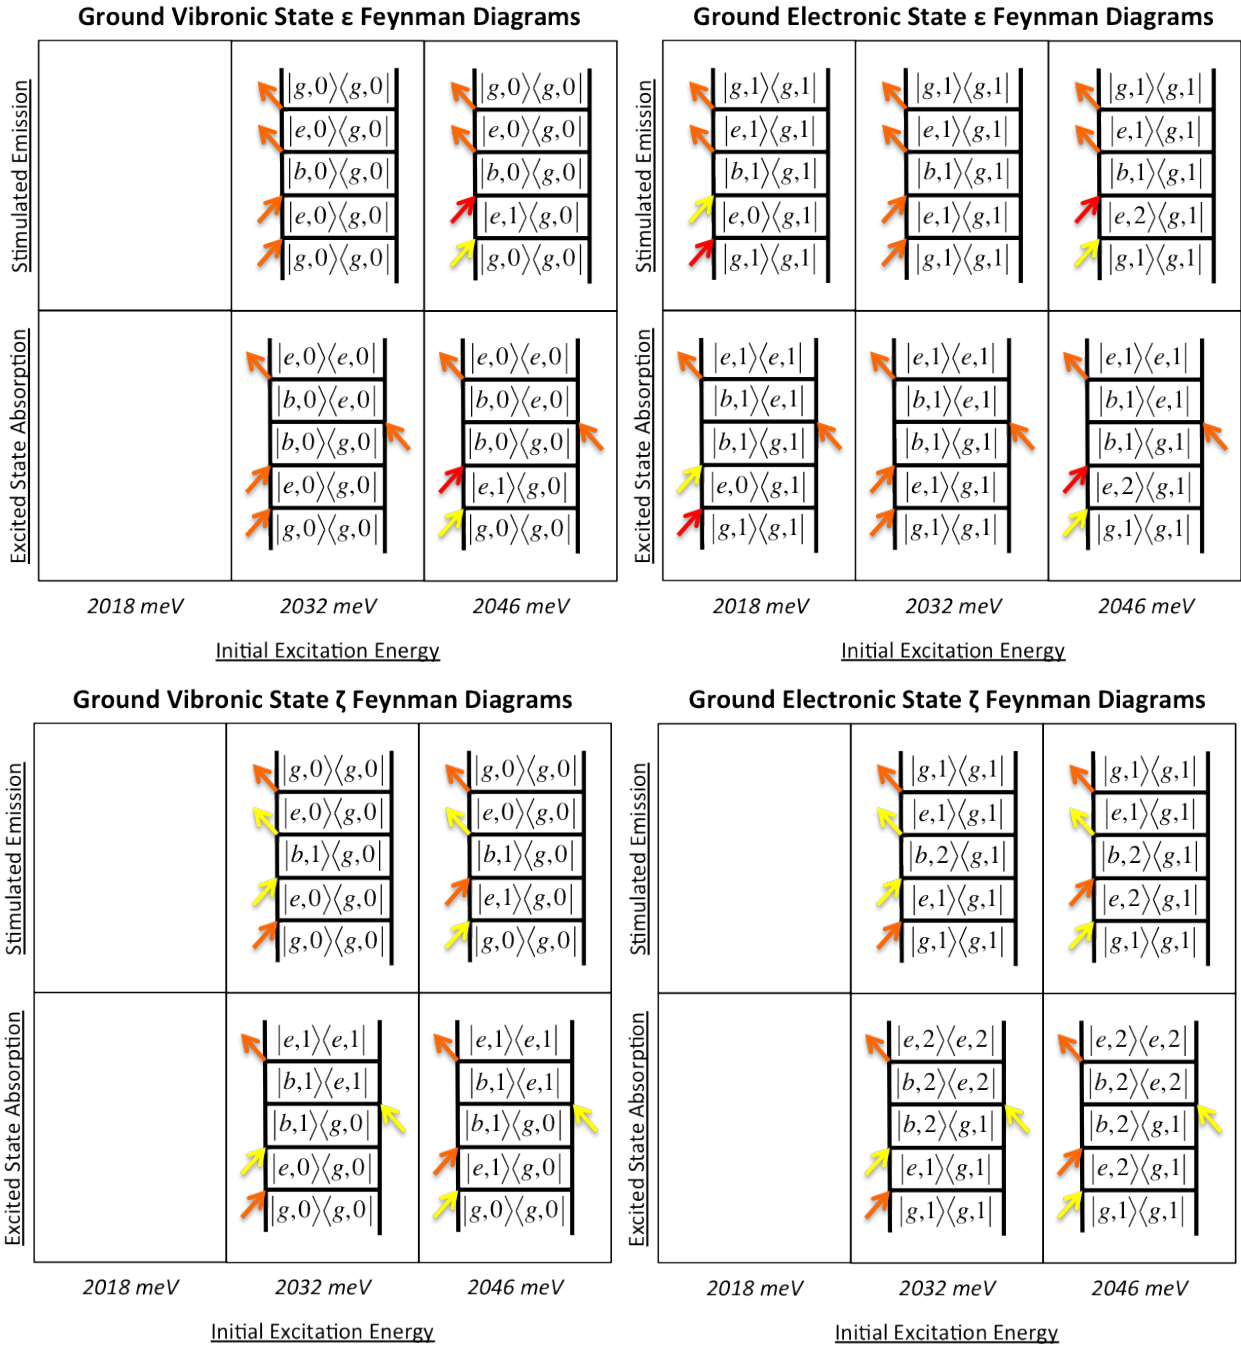 Ground Vibronic State ε Feynman Diagrams
Stimulated Emission
|g,0⟩⟨g,0|
|e,0⟩⟨g,0|
|b,0⟩⟨g,0|
|e,0⟩⟨g,0|
|g,0⟩⟨g,0|
|g,0⟩⟨g,0|
|e,0⟩⟨g,0|
|b,0⟩⟨g,0|
|e,1⟩⟨g,0|
|g,0⟩⟨g,0|
Excited State Absorption
|e,0⟩⟨e,0|
|b,0⟩⟨e,0|
|b,0⟩⟨g,0|
|e,0⟩⟨g,0|
|g,0⟩⟨g,0|
|e,0⟩⟨e,0|
|b,0⟩⟨e,0|
|b,0⟩⟨g,0|
|e,1⟩⟨g,0|
|g,0⟩⟨g,0|
2018 meV 2032 meV 2046 meV
Initial Excitation Energy
Ground Electronic State ε Feynman Diagrams
Stimulated Emission
|g,1⟩⟨g,1|
|e,1⟩⟨g,1|
|b,1⟩⟨g,1|
|e,0⟩⟨g,1|
|g,1⟩⟨g,1|
|g,1⟩⟨g,1|
|e,1⟩⟨g,1|
|b,1⟩⟨g,1|
|e,1⟩⟨g,1|
|g,1⟩⟨g,1|
|g,1⟩⟨g,1|
|e,1⟩⟨g,1|
|b,1⟩⟨g,1|
|e,2⟩⟨g,1|
|g,1⟩⟨g,1|
Excited State Absorption
|e,1⟩⟨e,1|
|b,1⟩⟨e,1|
|b,1⟩⟨g,1|
|e,0⟩⟨g,1|
|g,1⟩⟨g,1|
|e,1⟩⟨e,1|
|b,1⟩⟨e,1|
|b,1⟩⟨g,1|
|e,1⟩⟨g,1|
|g,1⟩⟨g,1|
|e,1⟩⟨e,1|
|b,1⟩⟨e,1|
|b,1⟩⟨g,1|
|e,2⟩⟨g,1|
|g,1⟩⟨g,1|
2018 meV 2032 meV 2046 meV
Initial Excitation Energy
Ground Vibronic State ζ Feynman Diagrams
Stimulated Emission
|g,0⟩⟨g,0|
|e,0⟩⟨g,0|
|b,1⟩⟨g,0|
|e,0⟩⟨g,0|
|g,0⟩⟨g,0|
|g,0⟩⟨g,0|
|e,0⟩⟨g,0|
|b,1⟩⟨g,0|
|e,1⟩⟨g,0|
|g,0⟩⟨g,0|
Excited State Absorption
|e,1⟩⟨e,1|
|b,1⟩⟨e,1|
|b,1⟩⟨g,0|
|e,0⟩⟨g,0|
|g,0⟩⟨g,0|
|e,1⟩⟨e,1|
|b,1⟩⟨e,1|
|b,1⟩⟨g,0|
|e,1⟩⟨g,0|
|g,0⟩⟨g,0|
2018 meV 2032 meV 2046 meV
Initial Excitation Energy
Ground Electronic State ζ Feynman Diagrams
Stimulated Emission
|g,1⟩⟨g,1|
|e,1⟩⟨g,1|
|b,2⟩⟨g,1|
|e,1⟩⟨g,1|
|g,1⟩⟨g,1|
|g,1⟩⟨g,1|
|e,1⟩⟨g,1|
|b,2⟩⟨g,1|
|e,2⟩⟨g,1|
|g,1⟩⟨g,1|
Excited State Absorption
|e,2⟩⟨e,2|
|b,2⟩⟨e,2|
|b,2⟩⟨g,1|
|e,1⟩⟨g,1|
|g,1⟩⟨g,1|
|e,2⟩⟨e,2|
|b,2⟩⟨e,2|
|b,2⟩⟨g,1|
|e,2⟩⟨g,1|
|g,1⟩⟨g,1|
2018 meV 2032 meV 2046 meV
Initial Excitation Energy